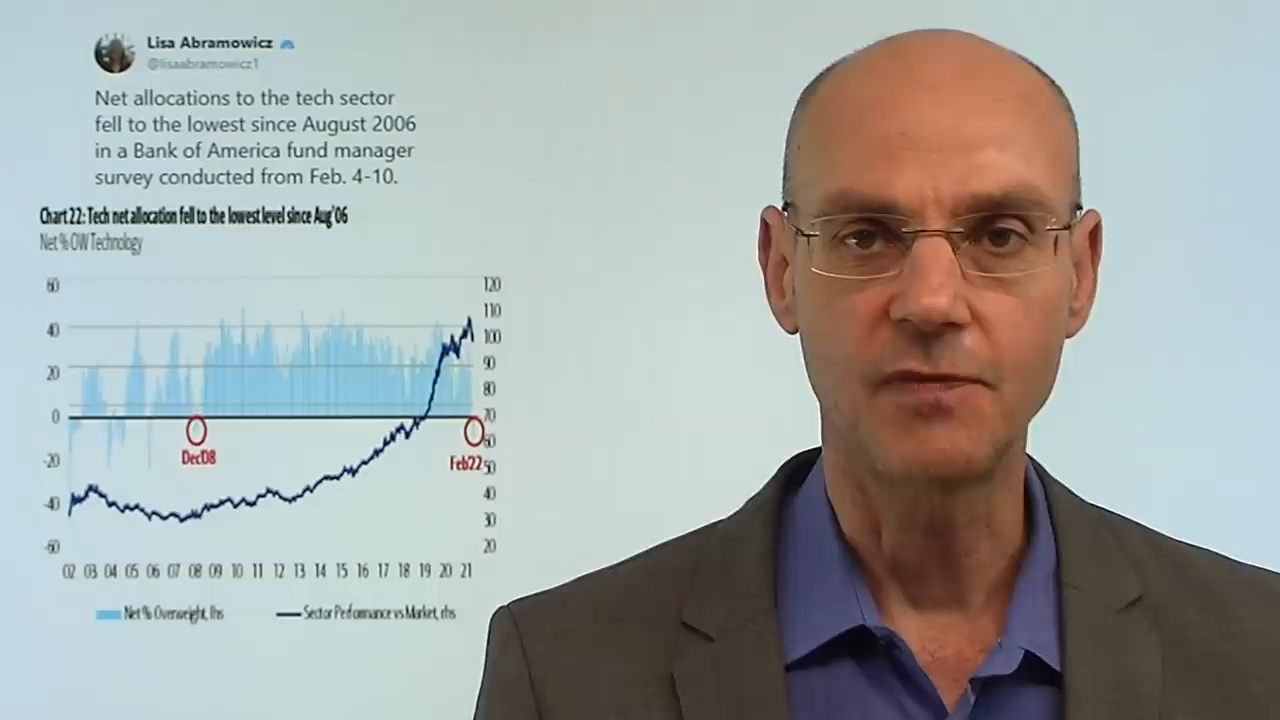 Lisa Abramowicz
@lisaabramowicz1
Net allocations to the tech sector
fell to the lowest since August 2006
in a Bank of America fund manager
survey conducted from Feb. 4-10.
Chart 22: Tech net allocation fell to the lowest level since Aug'06
Net % OW Technology
60 120
110
40 100
90
20 80
0 70
60
Dec08 Feb22
-20 50
-40 40
30
-60 20
02 03 04 05 06 07 08 09 10 11 12 13 14 15 16 17 18 19 20 21
Net % Overweight, lhs Sector Performance vs Market, rhs